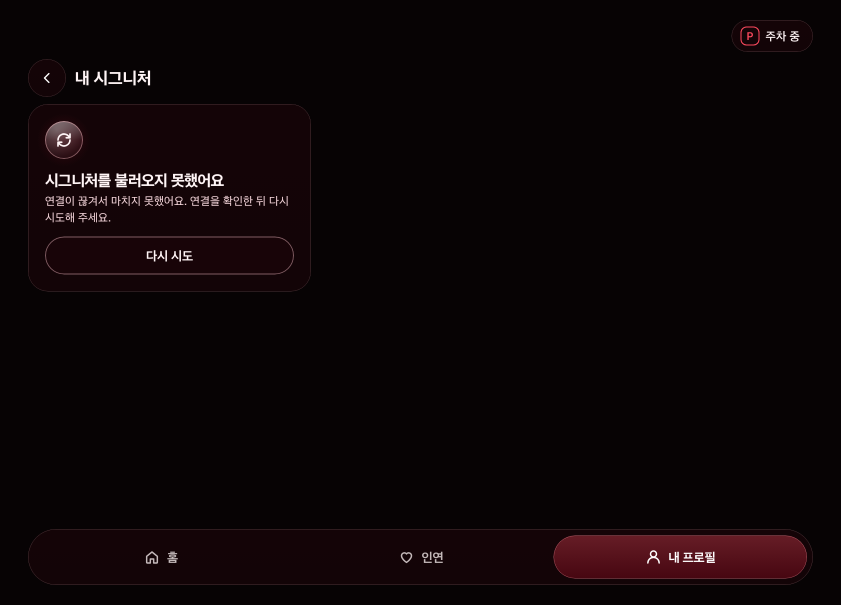 P 주차 중
내 시그니처
시그니처를 불러오지 못했어요
연결이 끊겨서 마치지 못했어요. 연결을 확인한 뒤 다시
시도해 주세요.
다시 시도
홈
인연
내 프로필